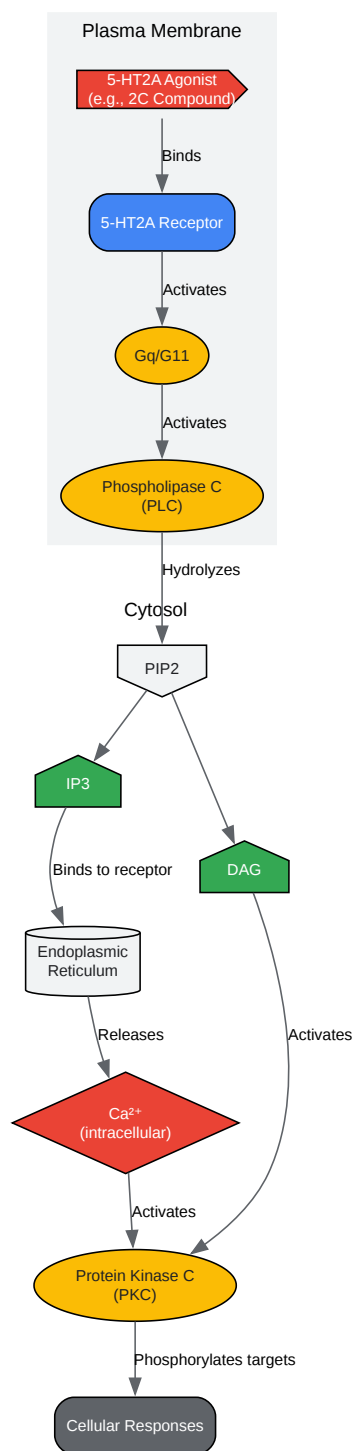 Plasma Membrane
5-HT2A Agonist
(e.g., 2C Compound)
Binds
5-HT2A Receptor
Activates
Gq/G11
Activates
Phospholipase C
(PLC)
Hydrolyzes
Cytosol
PIP2
IP3
DAG
Binds to receptor
Endoplasmic
Reticulum
Releases
Activates
Ca²⁺
(intracellular)
Activates
Protein Kinase C
(PKC)
Phosphorylates targets
Cellular Responses